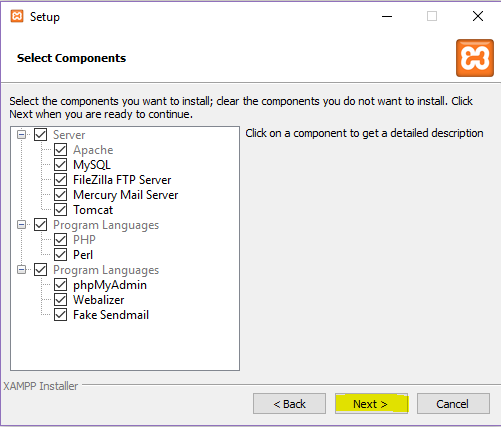 Setup
Select Components
Select the components you want to install; clear the components you do not want to install. Click
Next when you are ready to continue.
Server
Apache
MySQL
FileZilla FTP Server
Mercury Mail Server
Tomcat
Program Languages
PHP
Perl
Program Languages
phpMyAdmin
Webalizer
Fake Sendmail
Click on a component to get a detailed description
XAMPP Installer
< Back
Next >
Cancel